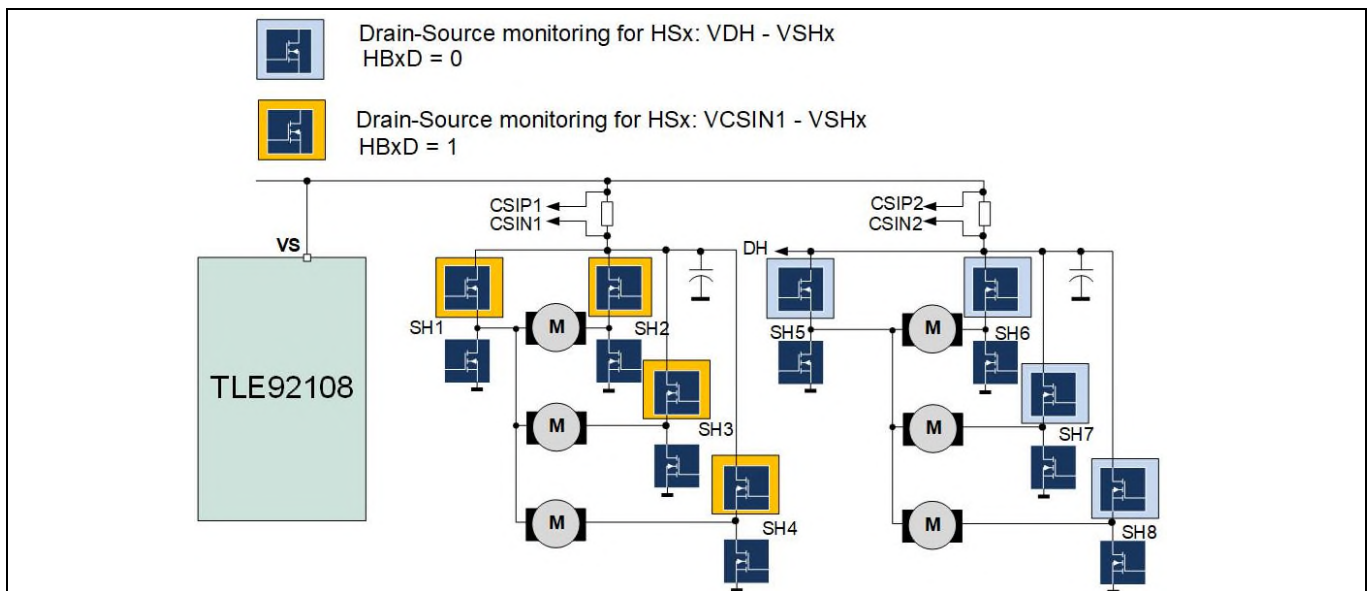 Drain-Source monitoring for HSx: VDH - VSHx
HBxD = 0
Drain-Source monitoring for HSx: VCSIN1 - VSHx
HBxD = 1
CSIP1
CSIN1
CSIP2
CSIN2
VS
DH
SH1
M
SH2
SH5
M
SH6
TLE92108
M
SH3
M
SH7
M
SH4
M
SH8